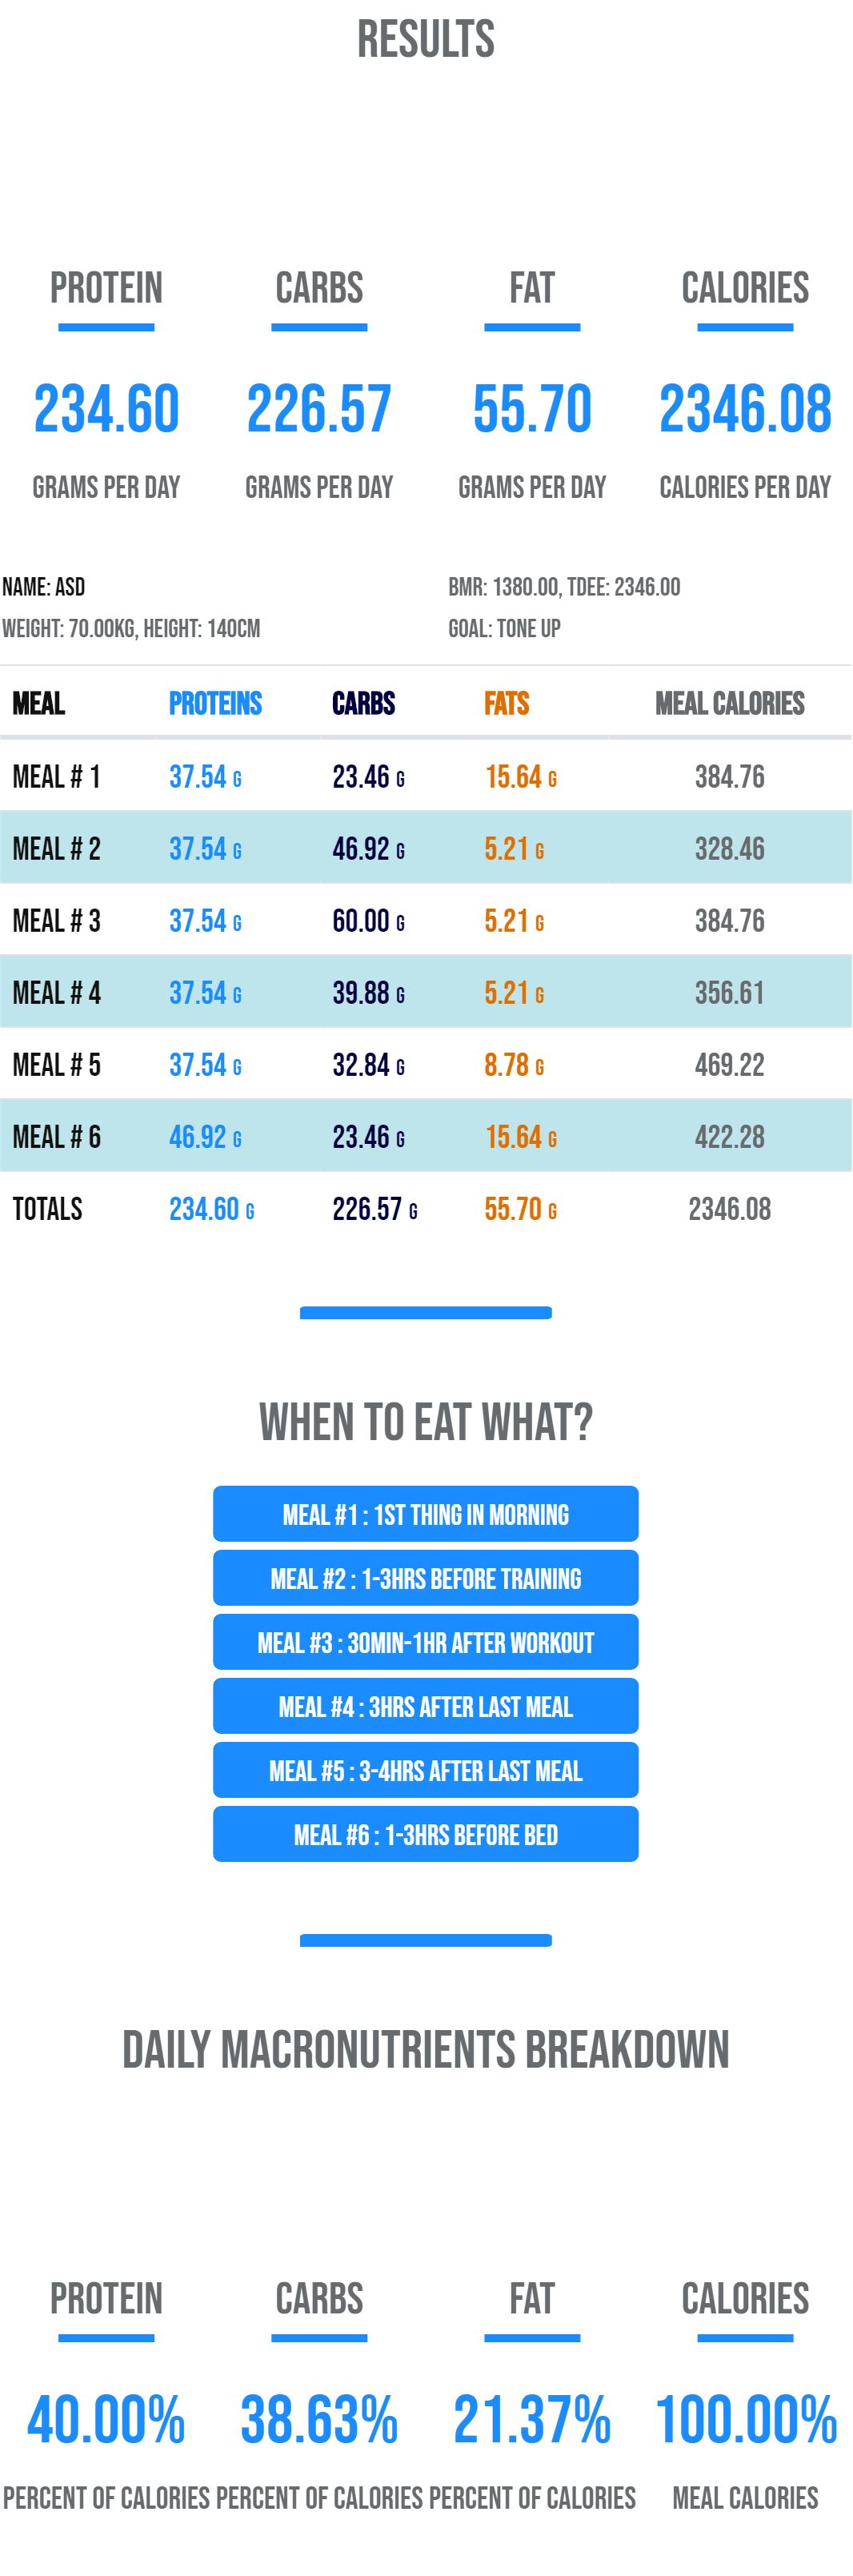 RESULTS
PROTEIN CARBS FAT CALORIES
234.60 226.57 55.70 2346.08
GRAMS PER DAY GRAMS PER DAY GRAMS PER DAY CALORIES PER DAY
NAME: ASD BMR: 1380.00, TDEE: 2346.00
WEIGHT: 70.00KG, HEIGHT: 140CM GOAL: TONE UP
MEAL PROTEINS CARBS FATS MEAL CALORIES
MEAL # 1 37.54 G 23.46 G 15.64 G 384.76
MEAL # 2 37.54 G 46.92 G 5.21 G 328.46
MEAL # 3 37.54 G 60.00 G 5.21 G 384.76
MEAL # 4 37.54 G 39.88 G 5.21 G 356.61
MEAL # 5 37.54 G 32.84 G 8.78 G 469.22
MEAL # 6 46.92 G 23.46 G 15.64 G 422.28
TOTALS 234.60 G 226.57 G 55.70 G 2346.08
WHEN TO EAT WHAT?
MEAL #1 : 1ST THING IN MORNING
MEAL #2 : 1-3HRS BEFORE TRAINING
MEAL #3 : 30MIN-1HR AFTER WORKOUT
MEAL #4 : 3HRS AFTER LAST MEAL
MEAL #5 : 3-4HRS AFTER LAST MEAL
MEAL #6 : 1-3HRS BEFORE BED
DAILY MACRONUTRIENTS BREAKDOWN
PROTEIN CARBS FAT CALORIES
40.00% 38.63% 21.37% 100.00%
PERCENT OF CALORIES PERCENT OF CALORIES PERCENT OF CALORIES MEAL CALORIES